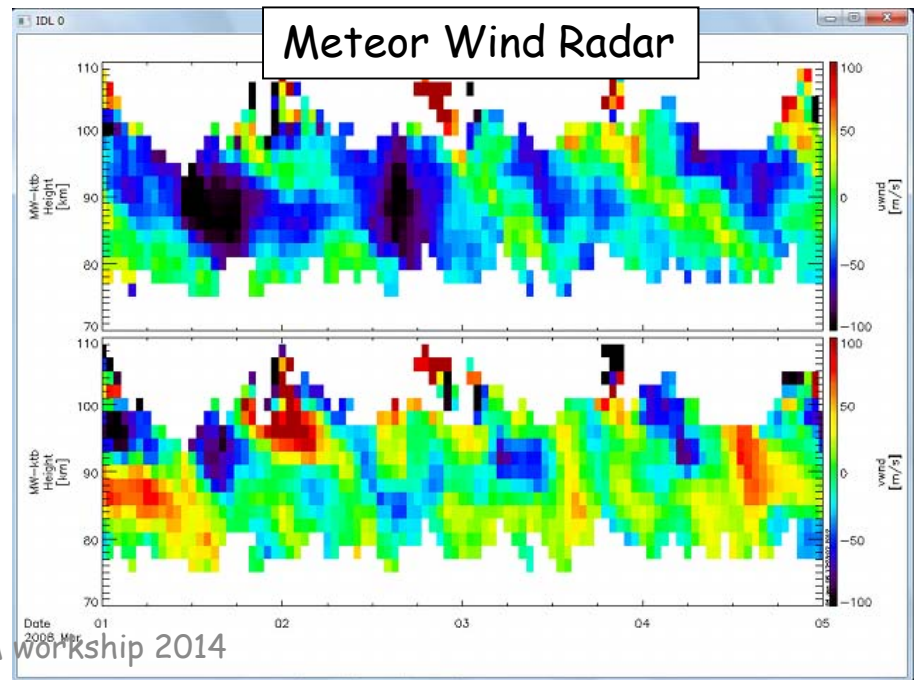 IDL 0
Meteor Wind Radar
110
100
90
80
70
MW-ktb
Height
[km]
100
50
0
-50
-100
uwnd
[m/s]
110
100
90
80
70
MW-ktb
Height
[km]
100
50
0
-50
-100
vwnd
[m/s]
Date
2008 Mar
01
02
03
04
05
workship 2014